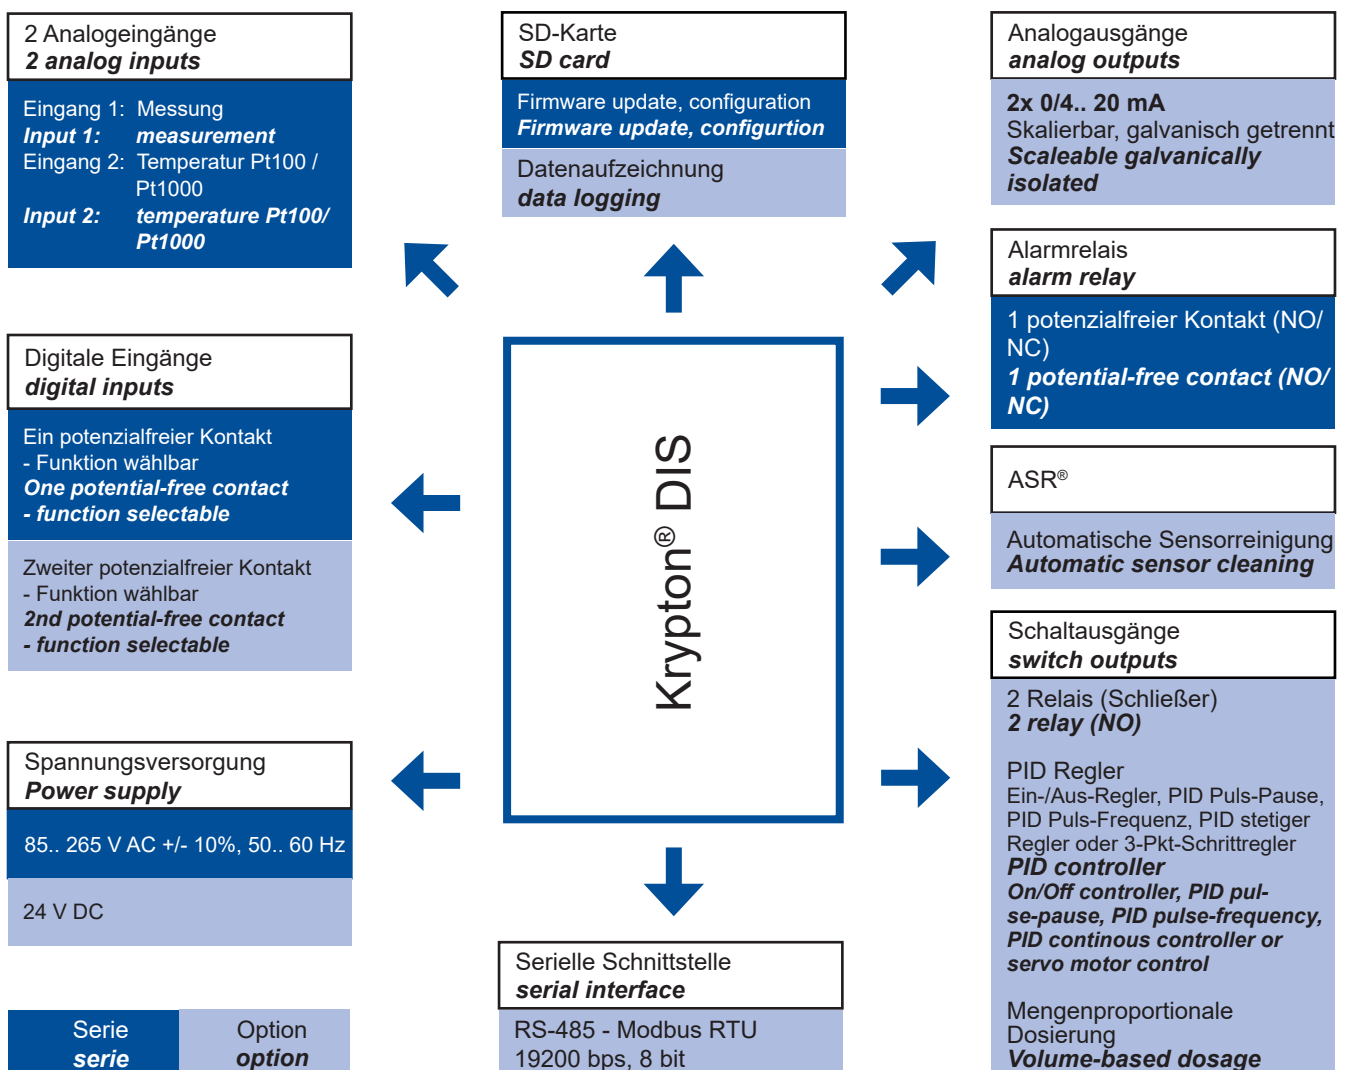 2 Analogeingänge
2 analog inputs
Eingang 1: Messung
Input 1: measurement
Eingang 2: Temperatur Pt100 /
Pt1000
Input 2: temperature Pt100/
Pt1000
Digitale Eingänge
digital inputs
Ein potenzialfreier Kontakt
- Funktion wählbar
One potential-free contact
- function selectable
Zweiter potenzialfreier Kontakt
- Funktion wählbar
2nd potential-free contact
- function selectable
Spannungsversorgung
Power supply
85.. 265 V AC +/- 10%, 50.. 60 Hz
24 V DC
Serie
serie
Option
option
SD-Karte
SD card
Firmware update, configuration
Firmware update, configurtion
Datenaufzeichnung
data logging
Krypton® DIS
Serielle Schnittstelle
serial interface
RS-485 - Modbus RTU
19200 bps, 8 bit
Analogausgänge
analog outputs
2x 0/4.. 20 mA
Skalierbar, galvanisch getrennt
Scaleable galvanically
isolated
Alarmrelais
alarm relay
1 potenzialfreier Kontakt (NO/
NC)
1 potential-free contact (NO/
NC)
ASR®
Automatische Sensorreinigung
Automatic sensor cleaning
Schaltausgänge
switch outputs
2 Relais (Schließer)
2 relay (NO)
PID Regler
Ein-/Aus-Regler, PID Puls-Pause,
PID Puls-Frequenz, PID stetiger
Regler oder 3-Pkt-Schrittregler
PID controller
On/Off controller, PID pul-
se-pause, PID pulse-frequency,
PID continous controller or
servo motor control
Mengenproportionale
Dosierung
Volume-based dosage